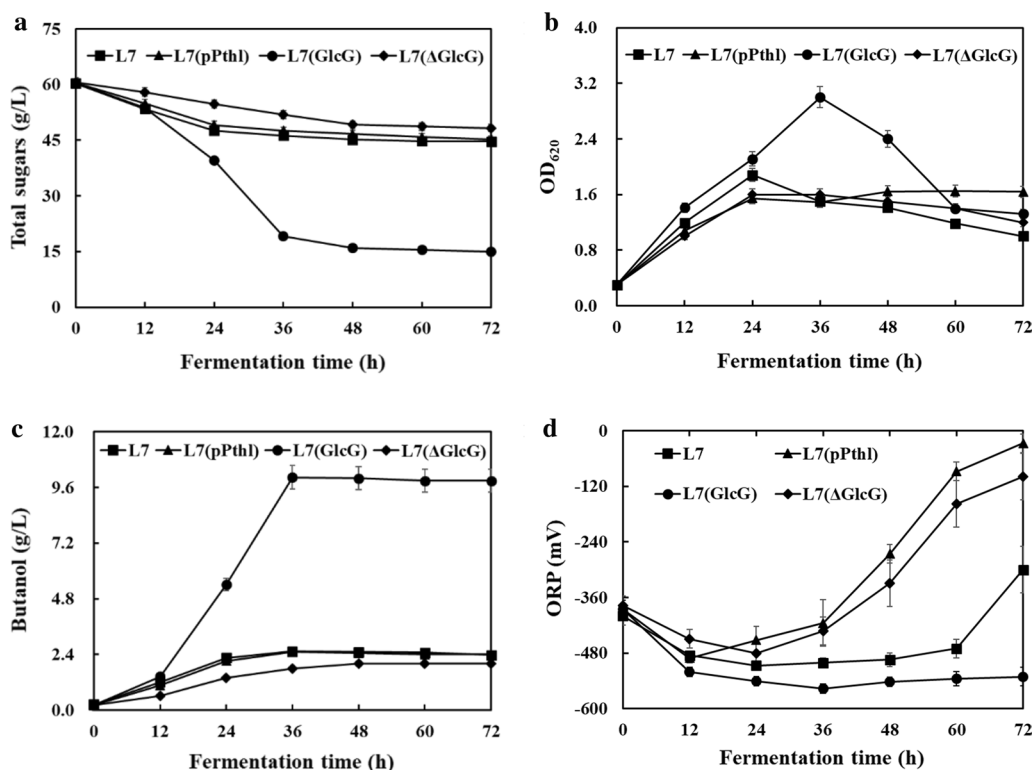 a
75
60
45
30
15
0
Total sugars (g/L)
L7 L7(pPthl) L7(GlcG) L7(ΔGlcG)
0 12 24 36 48 60 72
Fermentation time (h)
b
4.0
3.2
2.4
1.6
0.8
0.0
OD620
L7 L7(pPthl) L7(GlcG) L7(ΔGlcG)
0 12 24 36 48 60 72
Fermentation time (h)
c
12.0
9.6
7.2
4.8
2.4
0.0
Butanol (g/L)
L7 L7(pPthl) L7(GlcG) L7(ΔGlcG)
0 12 24 36 48 60 72
Fermentation time (h)
d
0
-120
-240
-360
-480
-600
ORP (mV)
L7 L7(pPthl)
L7(GlcG) L7(ΔGlcG)
0 12 24 36 48 60 72
Fermentation time (h)